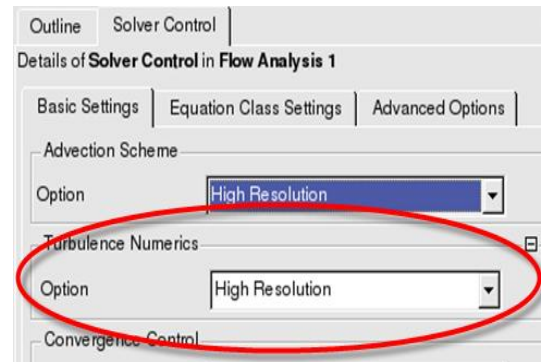 Outline Solver Control
Details of Solver Control in Flow Analysis 1
Basic Settings Equation Class Settings Advanced Options
Advection Scheme
Option High Resolution
Turbulence Numerics
Option High Resolution
Convergence Control